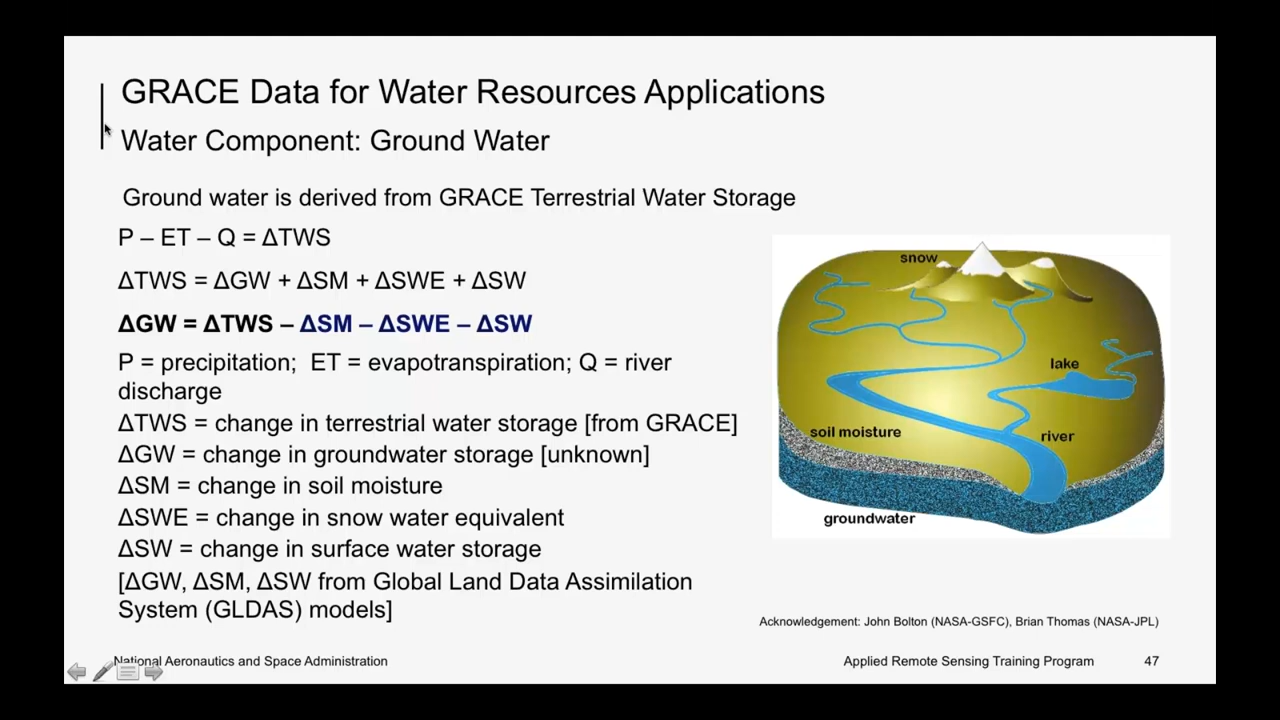 GRACE Data for Water Resources Applications
Water Component: Ground Water
Ground water is derived from GRACE Terrestrial Water Storage
P – ET – Q = ΔTWS
ΔTWS = ΔGW + ΔSM + ΔSWE + ΔSW
ΔGW = ΔTWS – ΔSM – ΔSWE – ΔSW
P = precipitation;  ET = evapotranspiration; Q = river
discharge
ΔTWS = change in terrestrial water storage [from GRACE]
ΔGW = change in groundwater storage [unknown]
ΔSM = change in soil moisture
ΔSWE = change in snow water equivalent
ΔSW = change in surface water storage
[ΔGW, ΔSM, ΔSW from Global Land Data Assimilation
System (GLDAS) models]
snow
lake
soil moisture
river
groundwater
Acknowledgement: John Bolton (NASA-GSFC), Brian Thomas (NASA-JPL)
National Aeronautics and Space Administration
Applied Remote Sensing Training Program
47